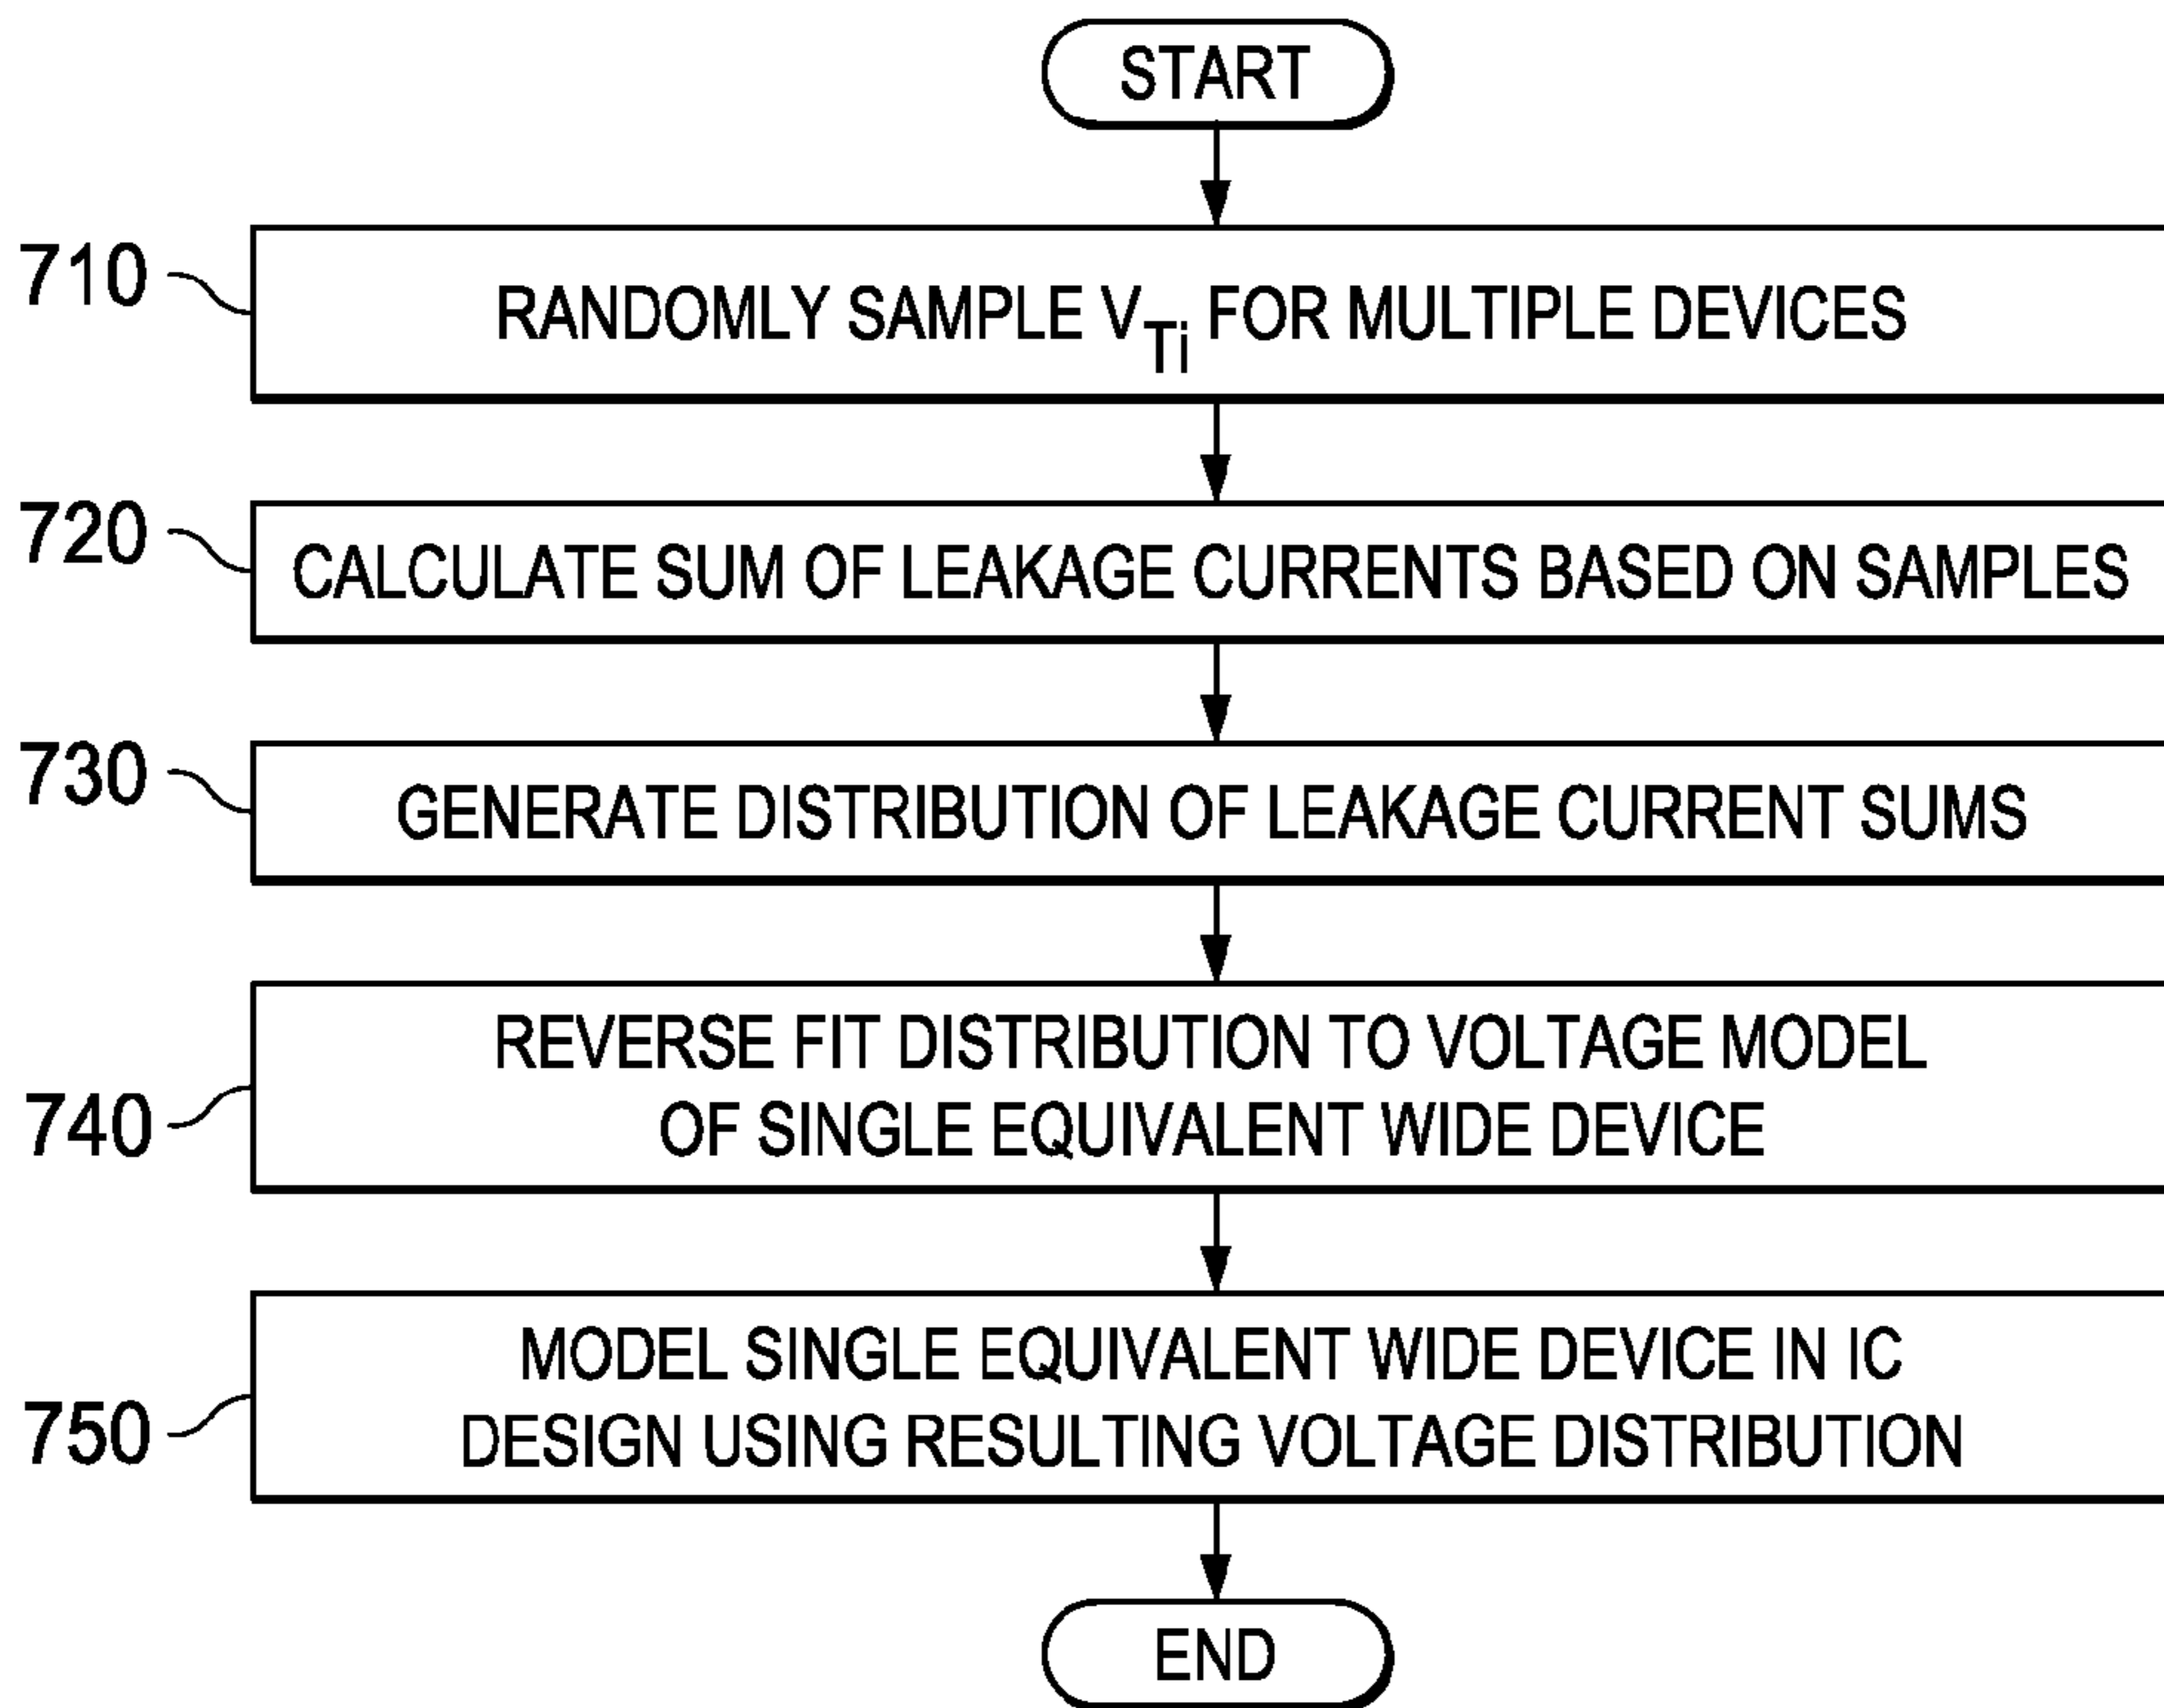 START
710
RANDOMLY SAMPLE V_Ti FOR MULTIPLE DEVICES
720
CALCULATE SUM OF LEAKAGE CURRENTS BASED ON SAMPLES
730
GENERATE DISTRIBUTION OF LEAKAGE CURRENT SUMS
740
REVERSE FIT DISTRIBUTION TO VOLTAGE MODEL
OF SINGLE EQUIVALENT WIDE DEVICE
750
MODEL SINGLE EQUIVALENT WIDE DEVICE IN IC
DESIGN USING RESULTING VOLTAGE DISTRIBUTION
END